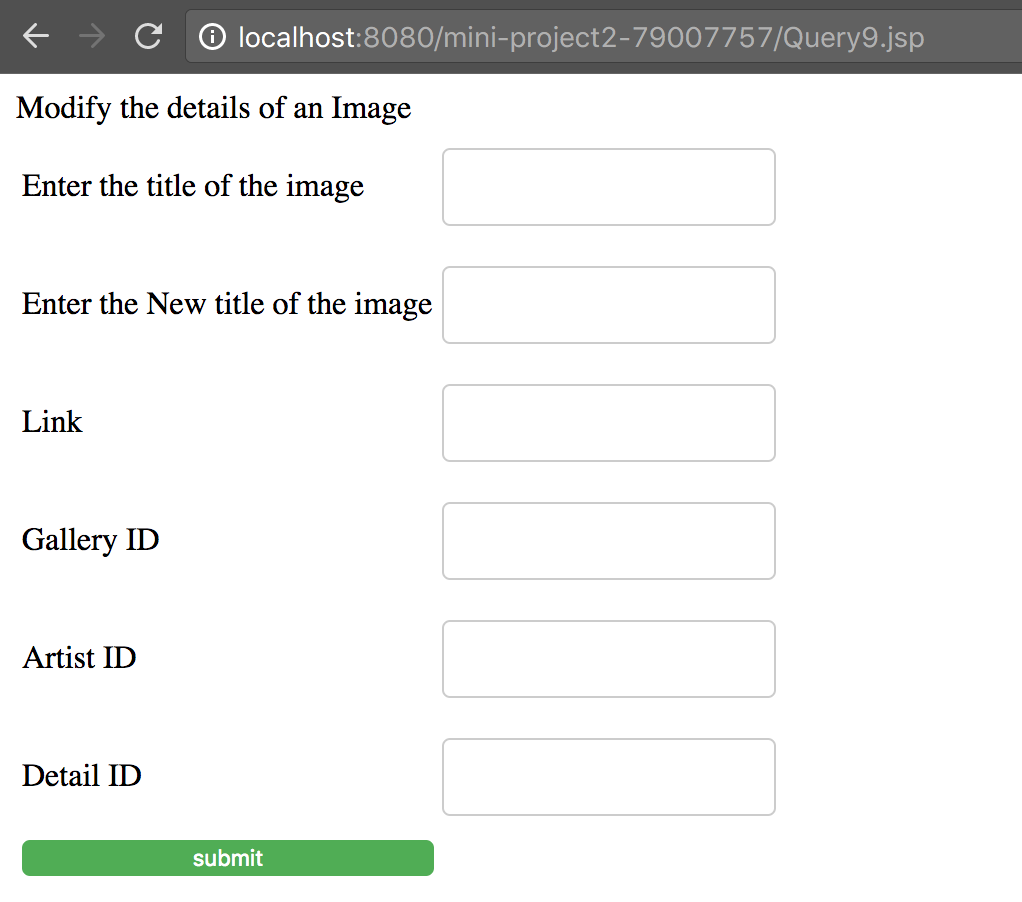 localhost:8080/mini-project2-79007757/Query9.jsp
Modify the details of an Image
Enter the title of the image
Enter the New title of the image
Link
Gallery ID
Artist ID
Detail ID
submit